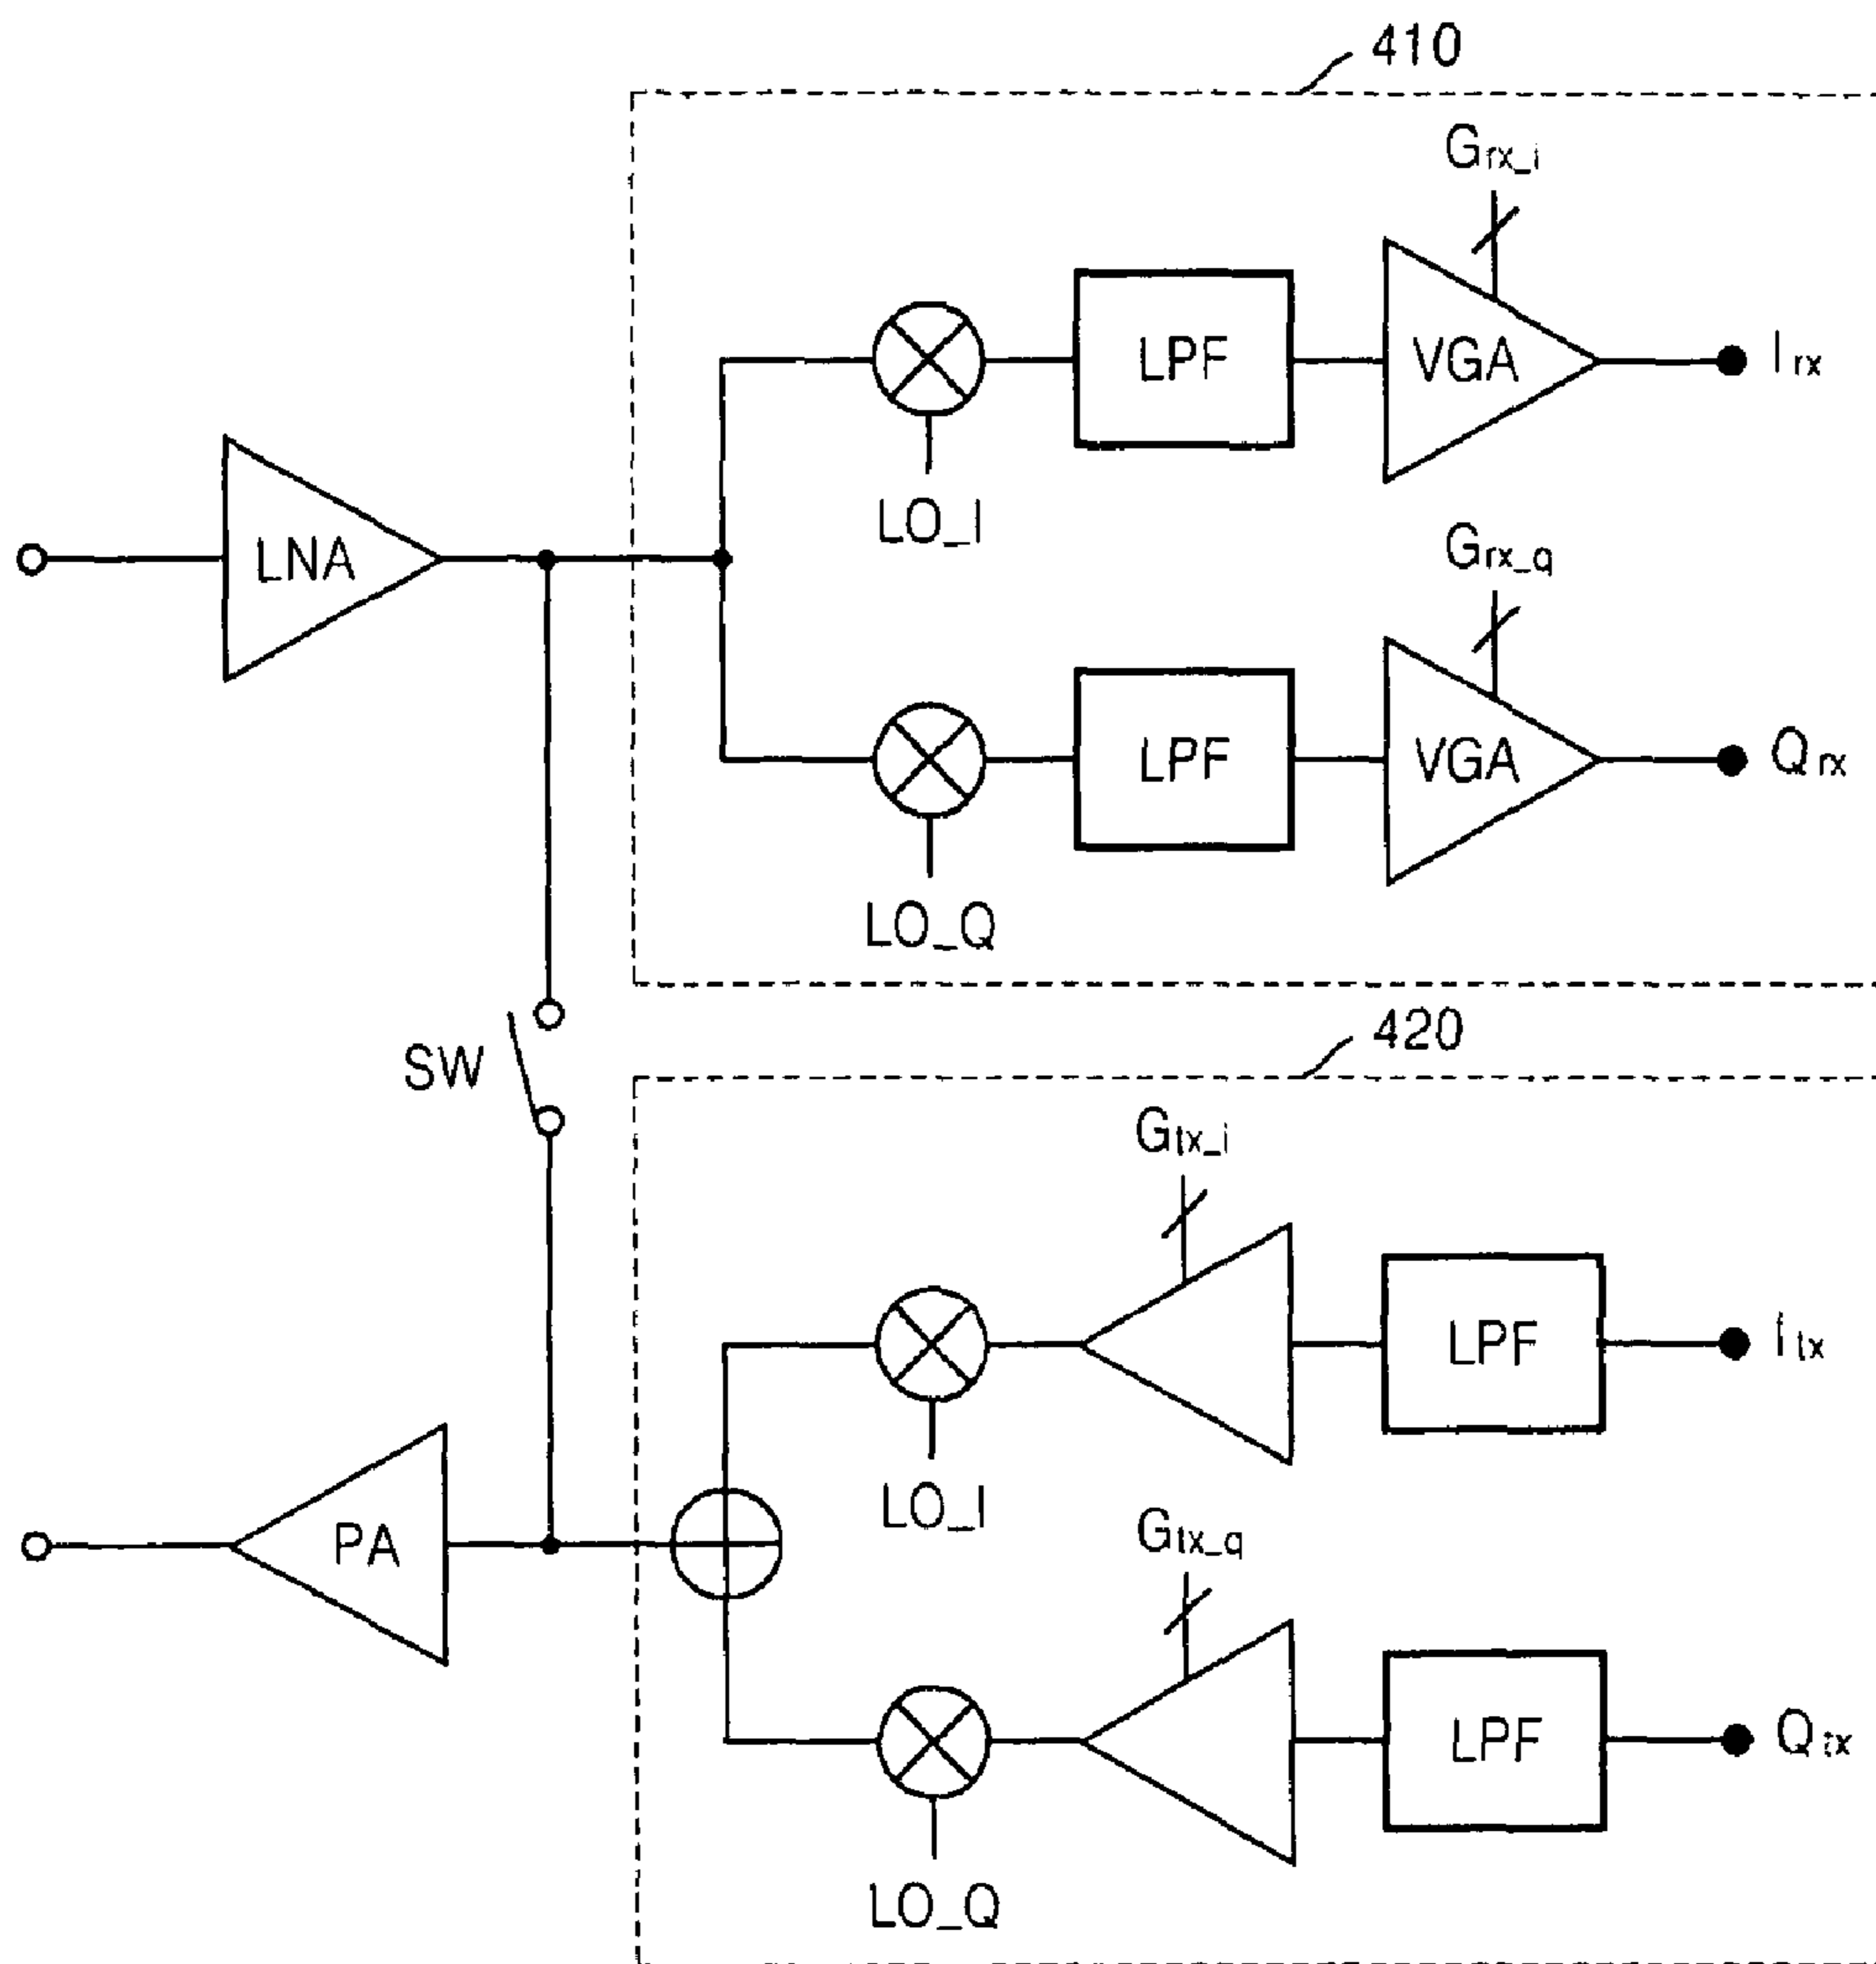 410
Grx_i
LPF
VGA
Irx
LO_I
LNA
Grx_q
LPF
VGA
Qrx
LO_Q
SW
420
Gtx_i
LPF
Itx
LO_I
PA
Gtx_q
LPF
Qtx
LO_Q